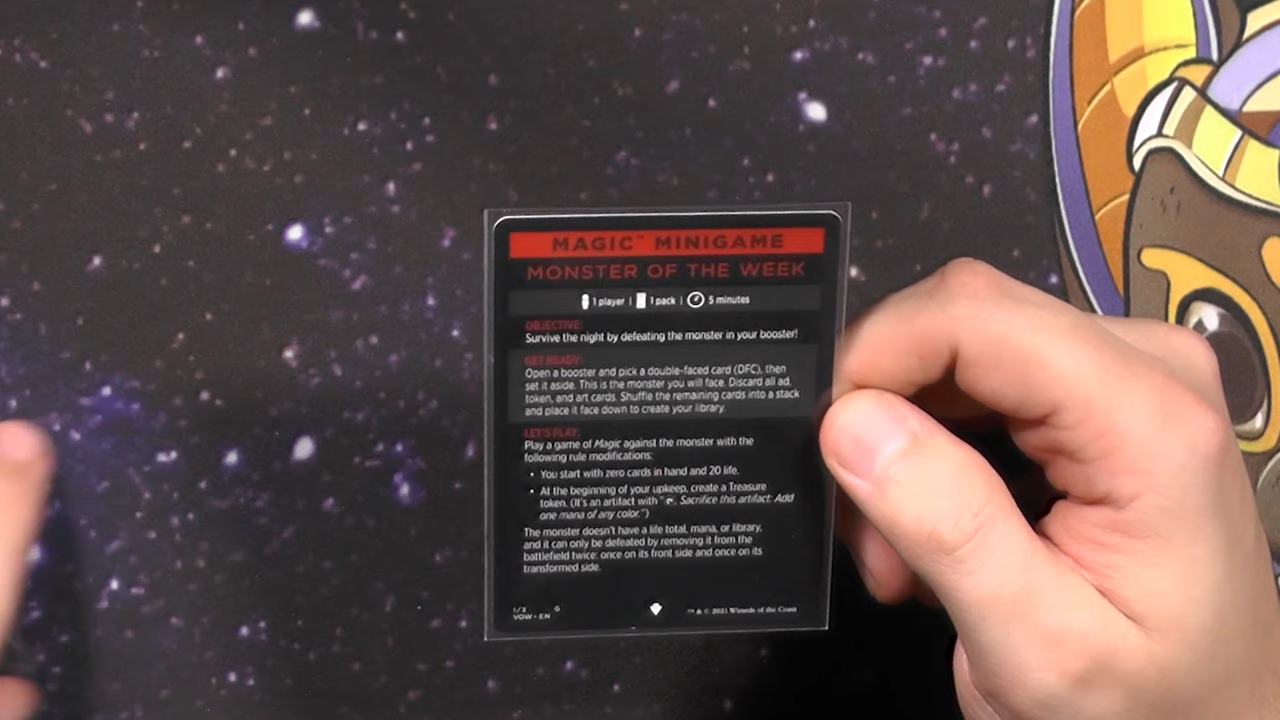 MAGIC™ MINIGAME
MONSTER OF THE WEEK
1 player | 1 pack | 5 minutes
OBJECTIVE:
Survive the night by defeating the monster in your booster!
GET READY:
Open a booster and pick a double-faced card (DFC), then
set it aside. This is the monster you will face. Discard all ad,
token, and art cards. Shuffle the remaining cards into a stack
and place it face down to create your library.
LET'S PLAY:
Play a game of Magic against the monster with the
following rule modifications:
• You start with zero cards in hand and 20 life.
• At the beginning of your upkeep, create a Treasure
token. (It's an artifact with ", Sacrifice this artifact: Add
one mana of any color.")
The monster doesn't have a life total, mana, or library,
and it can only be defeated by removing it from the
battlefield twice: once on its front side and once on its
transformed side.
1/5 G
VOW • EN
™ & © 2021 Wizards of the Coast